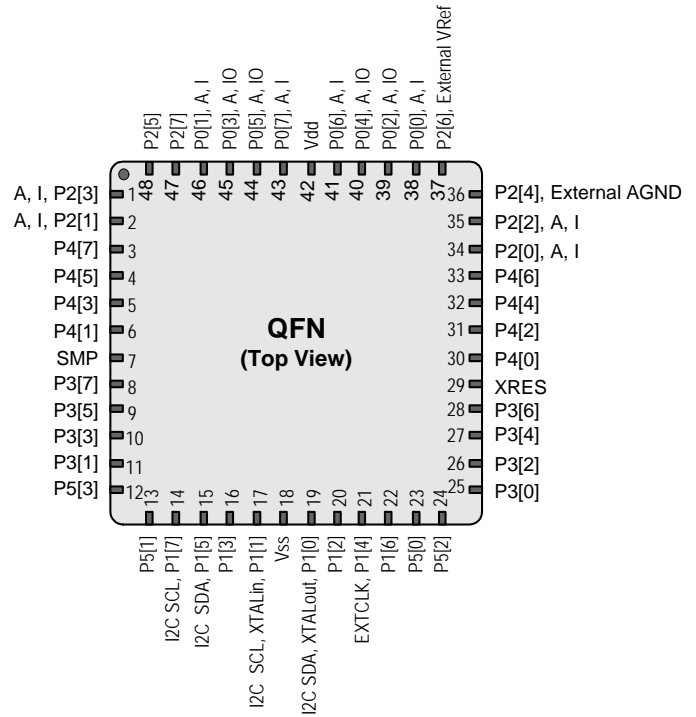 P2[5]
P2[7]
P0[1], A, I
P0[3], A, IO
P0[5], A, IO
P0[7], A, I
Vdd
P0[6], A, I
P0[4], A, IO
P0[2], A, IO
P0[0], A, I
P2[6], External VRef
48
47
46
45
44
43
42
41
40
39
38
37
A, I, P2[3] 1
A, I, P2[1] 2
P4[7] 3
P4[5] 4
P4[3] 5
P4[1] 6
SMP 7
P3[7] 8
P3[5] 9
P3[3] 10
P3[1] 11
P5[3] 12
QFN
(Top View)
36 P2[4], External AGND
35 P2[2], A, I
34 P2[0], A, I
33 P4[6]
32 P4[4]
31 P4[2]
30 P4[0]
29 XRES
28 P3[6]
27 P3[4]
26 P3[2]
25 P3[0]
13
14
15
16
17
18
19
20
21
22
23
24
P5[1]
I2C SCL, P1[7]
I2C SDA, P1[5]
P1[3]
I2C SCL, XTALin, P1[1]
Vss
I2C SDA, XTALout, P1[0]
P1[2]
EXTCLK, P1[4]
P1[6]
P5[0]
P5[2]